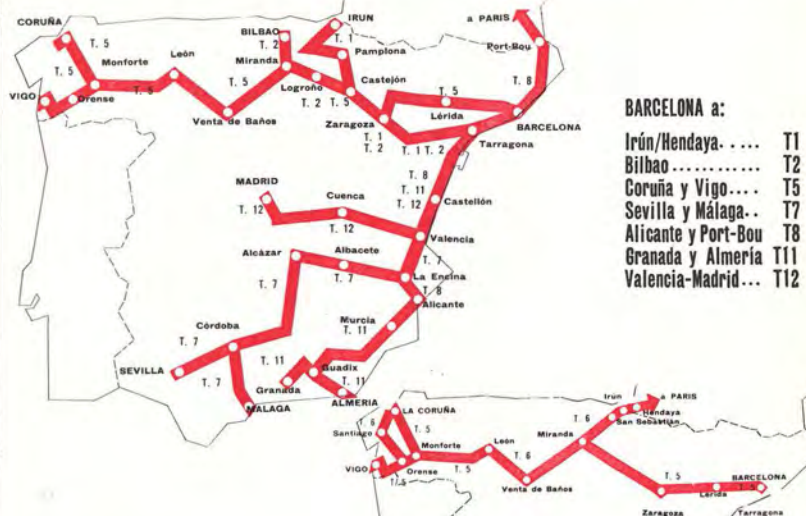 CORUÑA
T. 5
Monforte
T. 5
VIGO
Orense
T. 5
León
T. 5
Venta de Baños
BILBAO
T. 2
Miranda
Logroño
T. 2
T. 5
IRUN
T. 1
Pamplona
Castejón
Zaragoza
T. 1
T. 2
T. 5
Lérida
T. 1 T. 2
a PARIS
Port-Bou
T. 8
BARCELONA
Tarragona
T. 8
T. 11
T. 12
Castellón
MADRID
T. 12
Cuenca
T. 12
Valencia
T. 7
Alcázar
Albacete
T. 7
La Encina
T. 8
Alicante
T. 7
Murcia
T. 11
Córdoba
T. 7
SEVILLA
T. 7
MALAGA
T. 11
Granada
Guadix
T. 11
ALMERIA
BARCELONA a:
Irún/Hendaya..... T1
Bilbao............ T2
Coruña y Vigo.... T5
Sevilla y Málaga.. T7
Alicante y Port-Bou T8
Granada y Almería T11
Valencia-Madrid... T12
LA CORUÑA
T. 6
Santiago
T. 5
VIGO
Orense
T. 5
Monforte
T. 5
León
T. 6
Venta de Baños
Miranda
T. 6
Irún
a PARIS
Hendaya
San Sebastián
T. 5
Zaragoza
Lérida
BARCELONA
T. 5
Tarragona